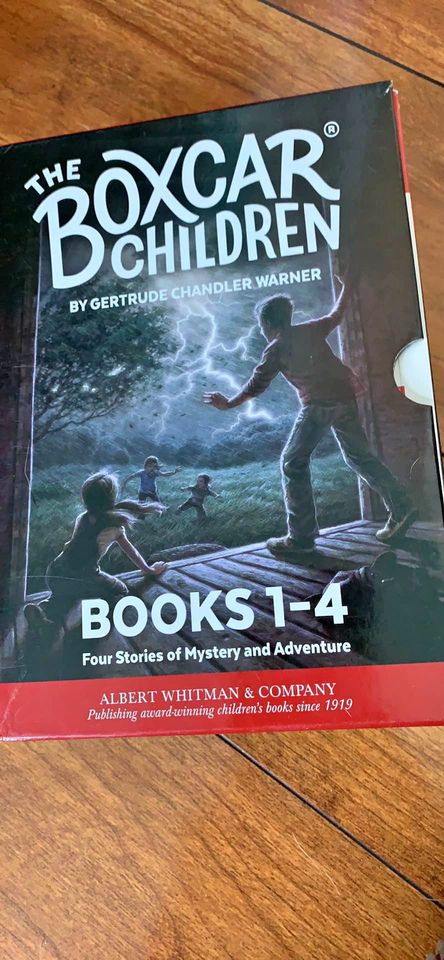 THE
BOXCAR®
CHILDREN
BY GERTRUDE CHANDLER WARNER
BOOKS 1-4
Four Stories of Mystery and Adventure
ALBERT WHITMAN & COMPANY
Publishing award-winning children's books since 1919